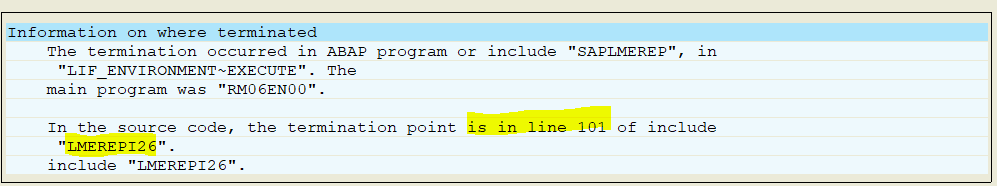 Information on where terminated
The termination occurred in ABAP program or include "SAPLMEREP", in
"LIF_ENVIRONMENT~EXECUTE". The
main program was "RM06EN00".
In the source code, the termination point is in line 101 of include
"LMEREPI26".
include "LMEREPI26".